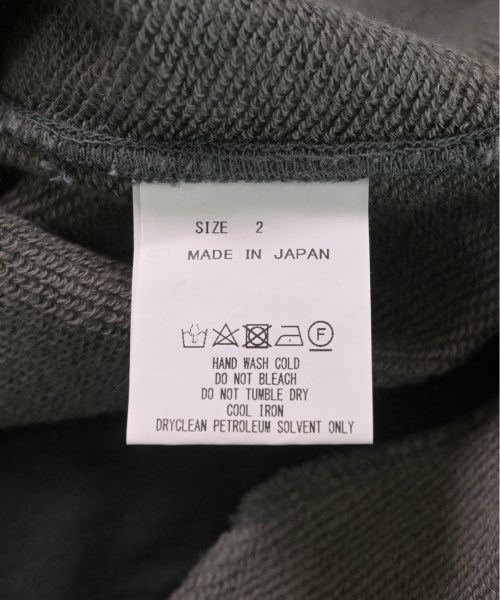 SIZE 2
MADE IN JAPAN
F
HAND WASH COLD
DO NOT BLEACH
DO NOT TUMBLE DRY
COOL IRON
DRYCLEAN PETROLEUM SOLVENT ONLY